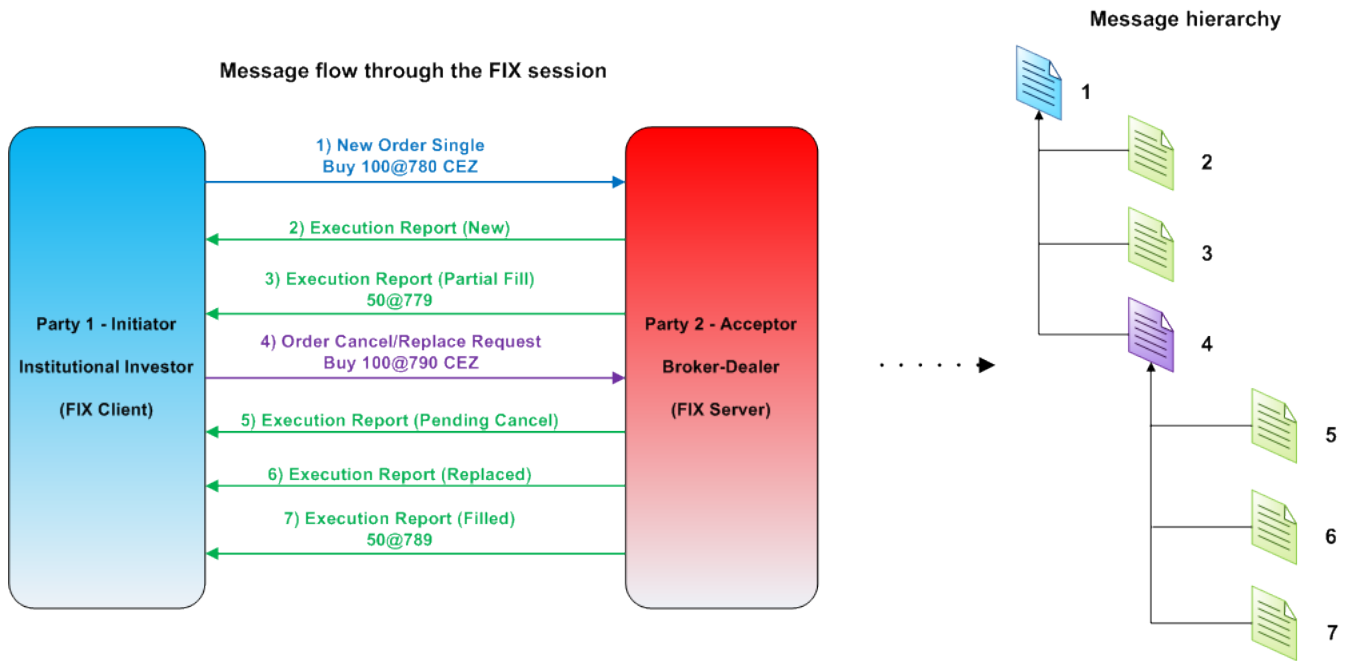 Message hierarchy
Message flow through the FIX session
1) New Order Single
Buy 100@780 CEZ
2) Execution Report (New)
3) Execution Report (Partial Fill)
50@779
4) Order Cancel/Replace Request
Buy 100@790 CEZ
5) Execution Report (Pending Cancel)
6) Execution Report (Replaced)
7) Execution Report (Filled)
50@789
Party 1 - Initiator
Institutional Investor
(FIX Client)
Party 2 - Acceptor
Broker-Dealer
(FIX Server)
1
2
3
4
5
6
7